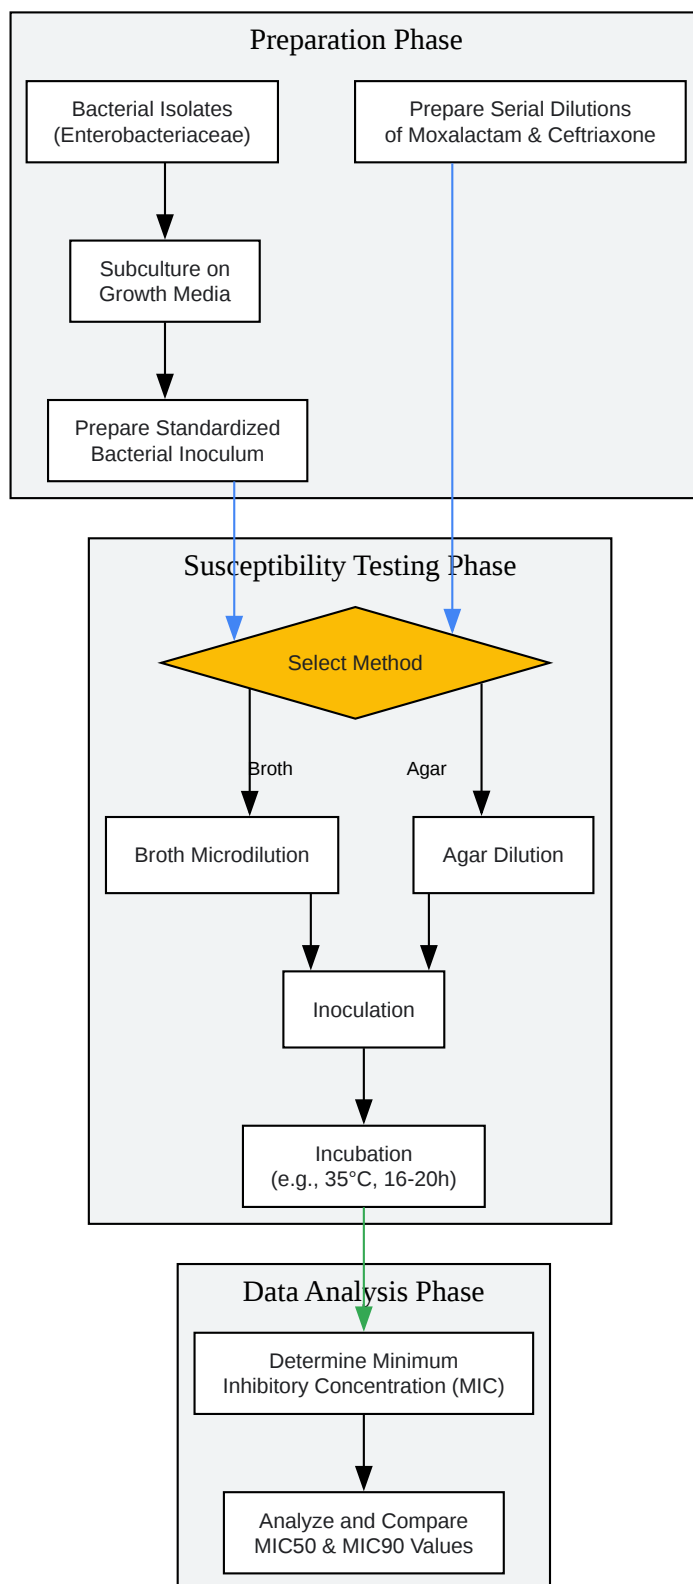 Preparation Phase
Bacterial Isolates
(Enterobacteriaceae)
Prepare Serial Dilutions
of Moxalactam & Ceftriaxone
Subculture on
Growth Media
Prepare Standardized
Bacterial Inoculum
Susceptibility Testing Phase
Select Method
Broth
Agar
Broth Microdilution
Agar Dilution
Inoculation
Incubation
(e.g., 35°C, 16-20h)
Data Analysis Phase
Determine Minimum
Inhibitory Concentration (MIC)
Analyze and Compare
MIC50 & MIC90 Values